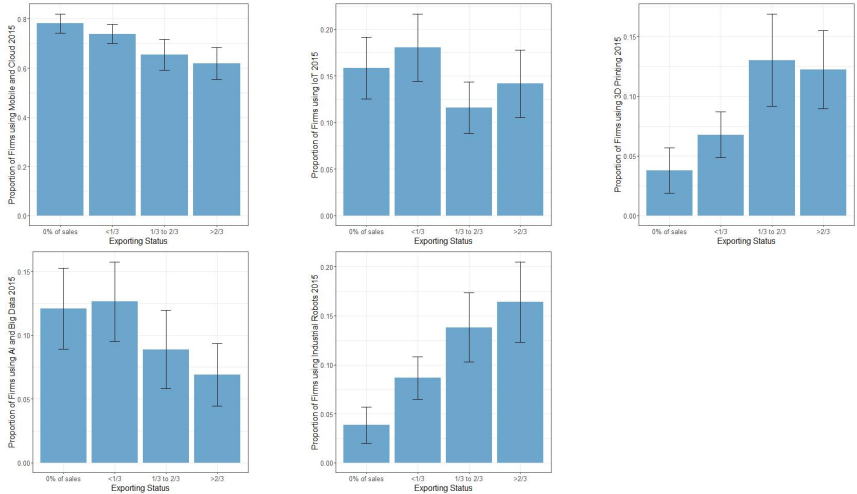 Proportion of Firms using Mobile and Cloud 2015
0.8
0.6
0.4
0.2
0.0
0% of sales <1/3 1/3 to 2/3 >2/3
Exporting Status
Proportion of Firms using IoT 2015
0.20
0.15
0.10
0.05
0.00
0% of sales <1/3 1/3 to 2/3 >2/3
Exporting Status
Proportion of Firms using 3D Printing 2015
0.15
0.10
0.05
0.00
0% of sales <1/3 1/3 to 2/3 >2/3
Exporting Status
Proportion of Firms using AI and Big Data 2015
0.15
0.10
0.05
0.00
0% of sales <1/3 1/3 to 2/3 >2/3
Exporting Status
Proportion of Firms using Industrial Robots 2015
0.20
0.15
0.10
0.05
0.00
0% of sales <1/3 1/3 to 2/3 >2/3
Exporting Status